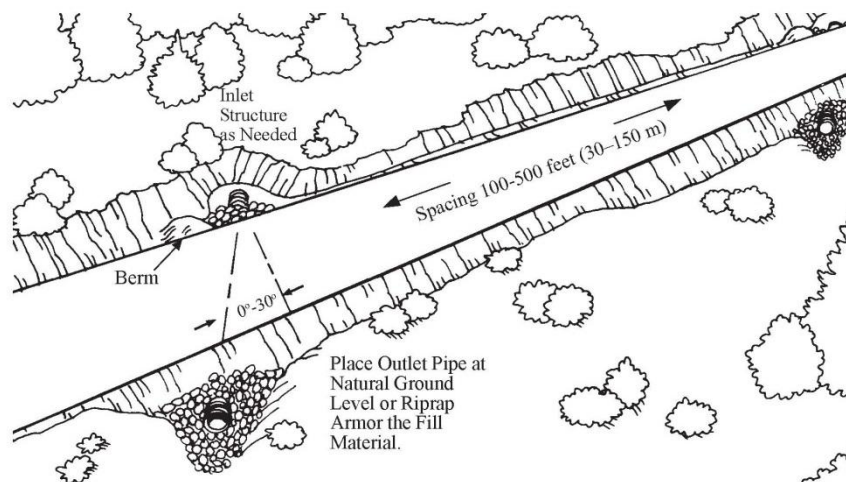 Inlet
Structure
as Needed
Spacing 100-500 feet (30–150 m)
Berm
0°-30°
Place Outlet Pipe at
Natural Ground
Level or Riprap
Armor the Fill
Material.